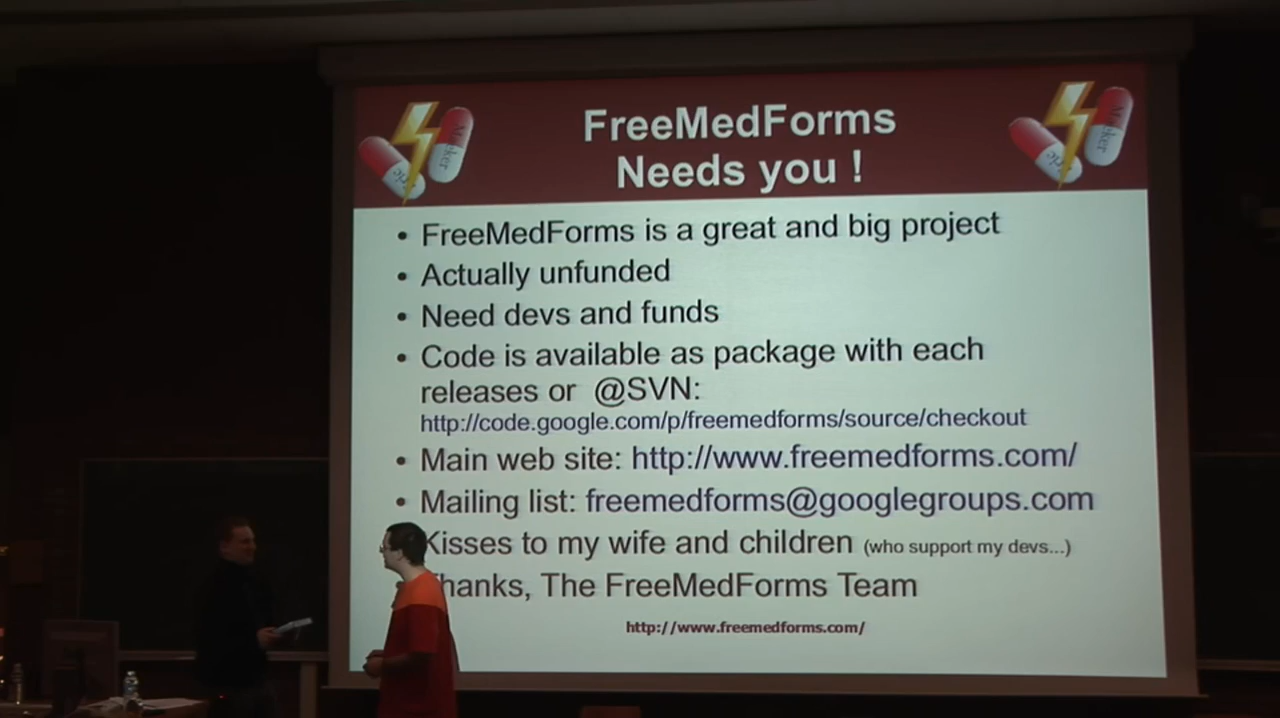 FreeMedForms
Needs you !
• FreeMedForms is a great and big project
• Actually unfunded
• Need devs and funds
• Code is available as package with each
releases or @SVN:
http://code.google.com/p/freemedforms/source/checkout
• Main web site: http://www.freemedforms.com/
• Mailing list: freemedforms@googlegroups.com
Kisses to my wife and children (who support my devs...)
Thanks, The FreeMedForms Team
http://www.freemedforms.com/